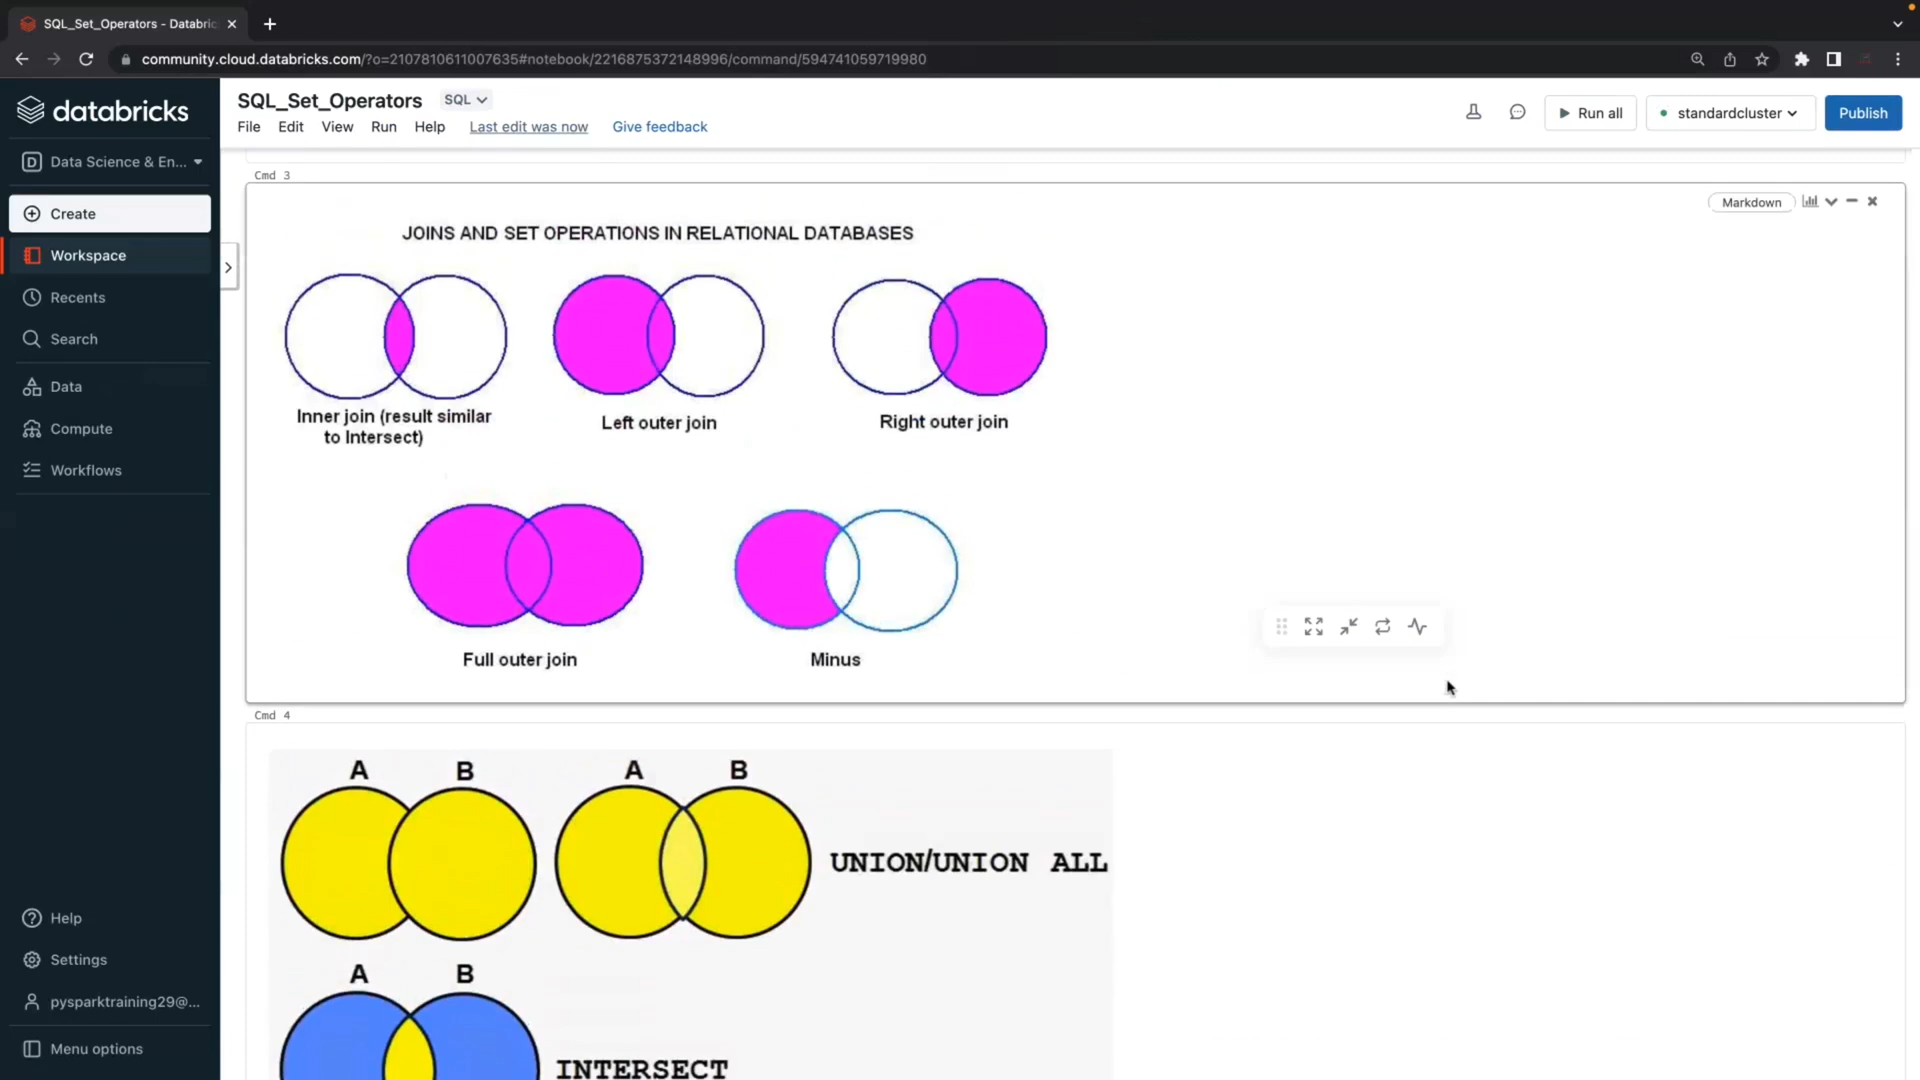 SQL_Set_Operators - Databric
community.cloud.databricks.com/?o=2107810611007635#notebook/2216875372148996/command/594741059719980
databricks
SQL_Set_Operators SQL
File Edit View Run Help Last edit was now Give feedback
Run all
standardcluster
Publish
D Data Science & En...
Create
Workspace
Recents
Search
Data
Compute
Workflows
Help
Settings
pysparktraining29@...
Menu options
Cmd 3
Markdown
JOINS AND SET OPERATIONS IN RELATIONAL DATABASES
Inner join (result similar
to Intersect)
Left outer join
Right outer join
Full outer join
Minus
Cmd 4
A B A B
UNION/UNION ALL
A B
INTERSECT